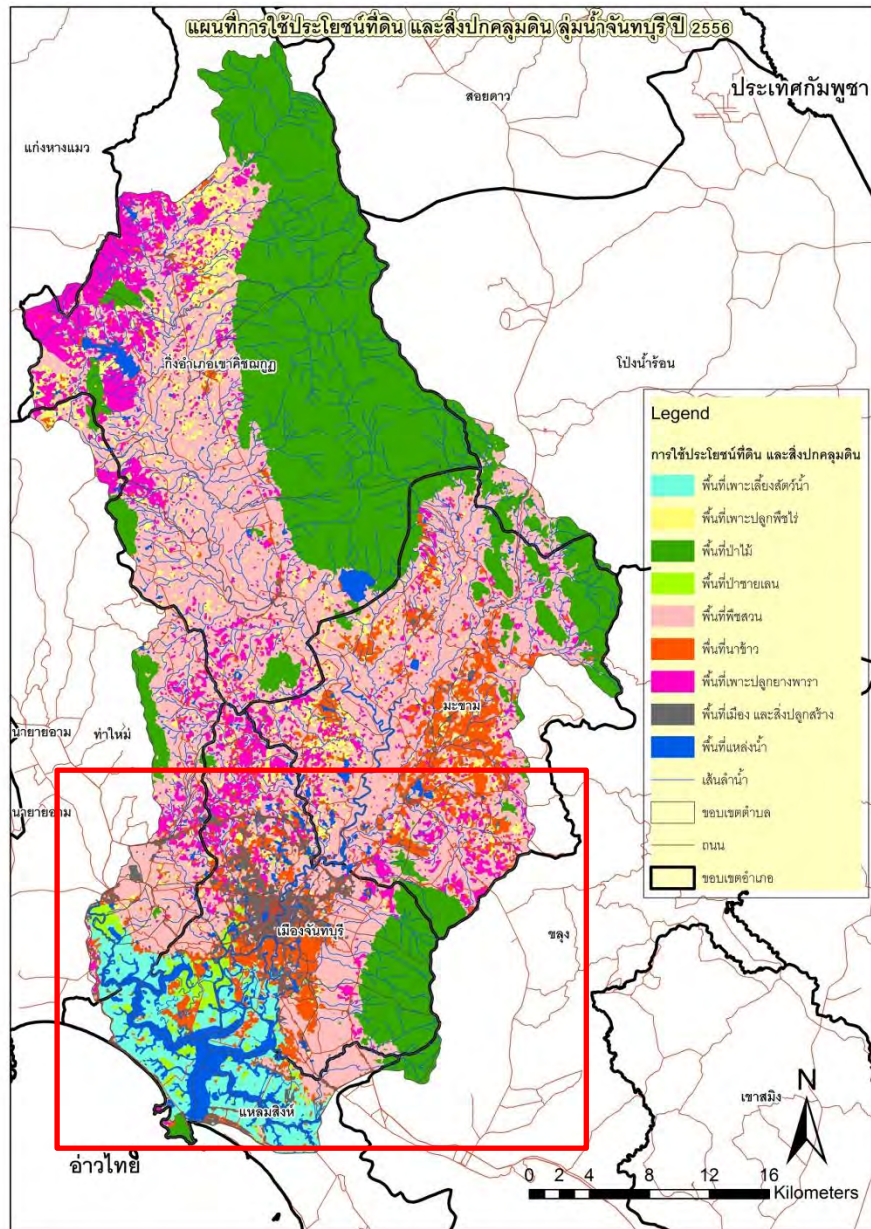 แผนที่การใช้ประโยชน์ที่ดิน และสิ่งปกคลุมดิน ลุ่มน้ำจันทบุรี ปี 2556
ประเทศกัมพูชา
สอยดาว
แก่งหางแมว
กิ่งอำเภอเขาคิชฌกูฏ
โป่งน้ำร้อน
Legend
การใช้ประโยชน์ที่ดิน และสิ่งปกคลุมดิน
พื้นที่เพาะเลี้ยงสัตว์น้ำ
พื้นที่เพาะปลูกพืชไร่
พื้นที่ป่าไม้
พื้นที่ป่าชายเลน
พื้นที่พืชสวน
พื้นที่นาข้าว
พื้นที่เพาะปลูกยางพารา
พื้นที่เมือง และสิ่งปลูกสร้าง
พื้นที่แหล่งน้ำ
เส้นลำน้ำ
ขอบเขตตำบล
ถนน
ขอบเขตอำเภอ
มะขาม
นายายอาม
ท่าใหม่
นายายอาม
เมืองจันทบุรี
ขลุง
แหลมสิงห์
เขาสมิง
N
อ่าวไทย
0 2 4 8 12 16
Kilometers